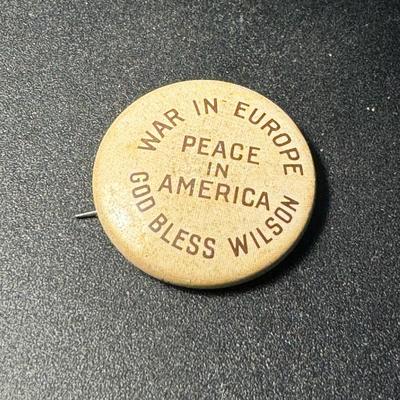 WAR IN EUROPE
PEACE
IN
AMERICA
GOD BLESS WILSON